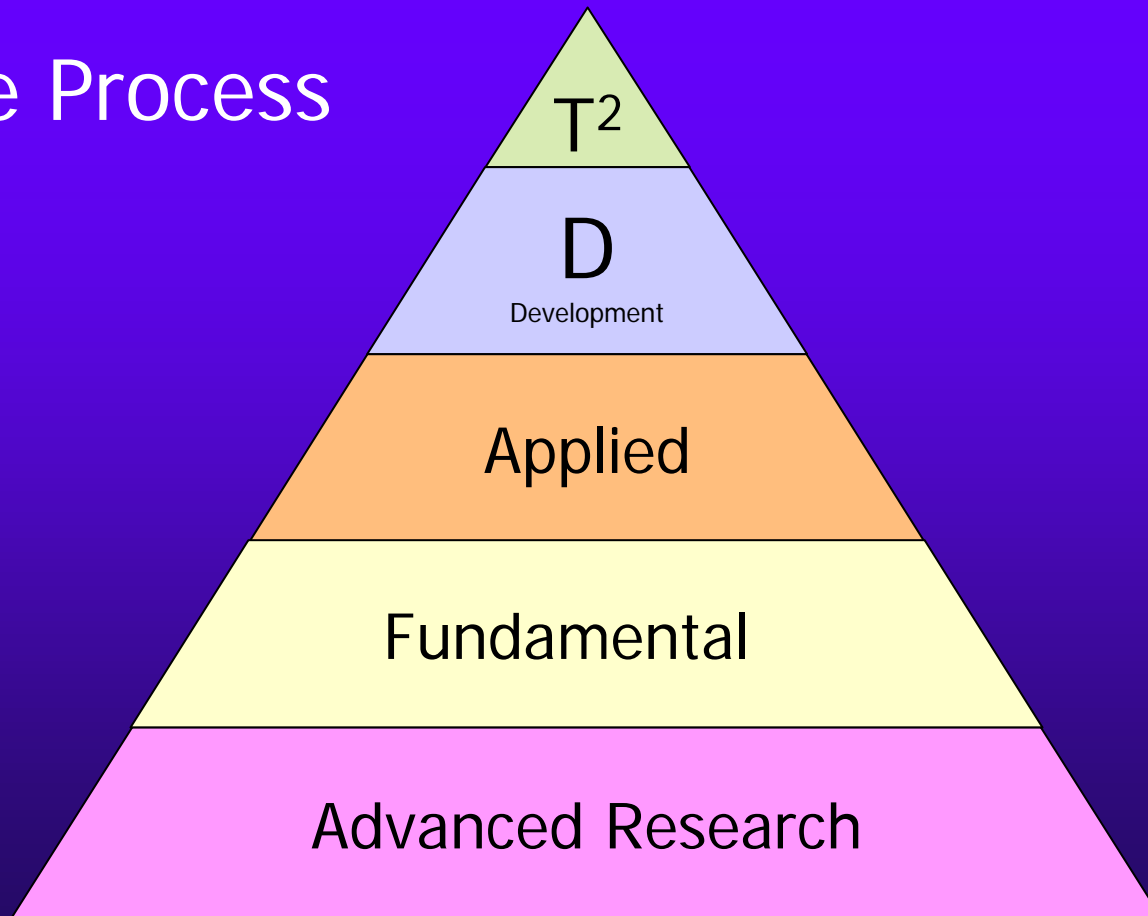 e Process
T²
D
Development
Applied
Fundamental
Advanced Research